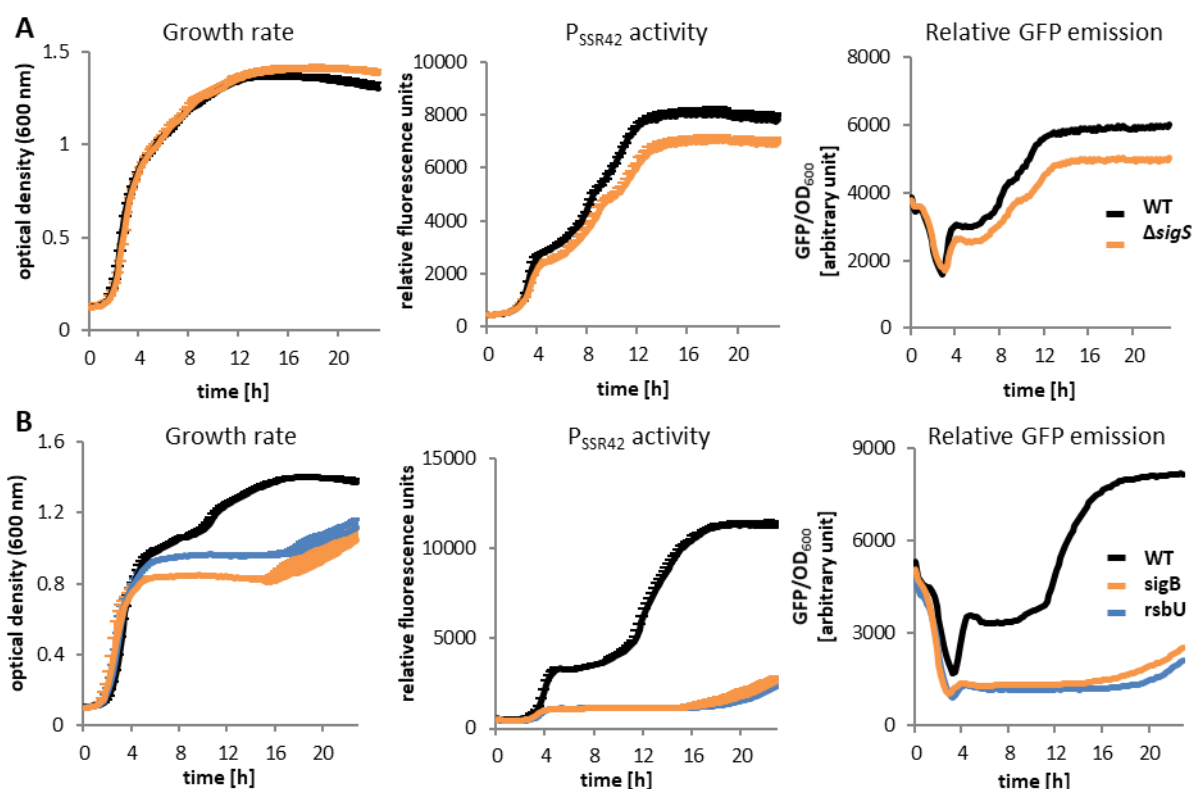 A
Growth rate
optical density (600 nm)
1.5
1
0.5
0
0 4 8 12 16 20
time [h]
P_SSR42 activity
relative fluorescence units
10000
8000
6000
4000
2000
0
0 4 8 12 16 20
time [h]
Relative GFP emission
GFP/OD600
[arbitrary unit]
8000
6000
4000
2000
0
0 4 8 12 16 20
time [h]
WT
ΔsigS
B
Growth rate
optical density (600 nm)
1.6
1.2
0.8
0.4
0
0 4 8 12 16 20
time [h]
P_SSR42 activity
relative fluorescence units
15000
10000
5000
0
0 4 8 12 16 20
time [h]
Relative GFP emission
GFP/OD600
[arbitrary unit]
9000
6000
3000
0
0 4 8 12 16 20
time [h]
WT
sigB
rsbU